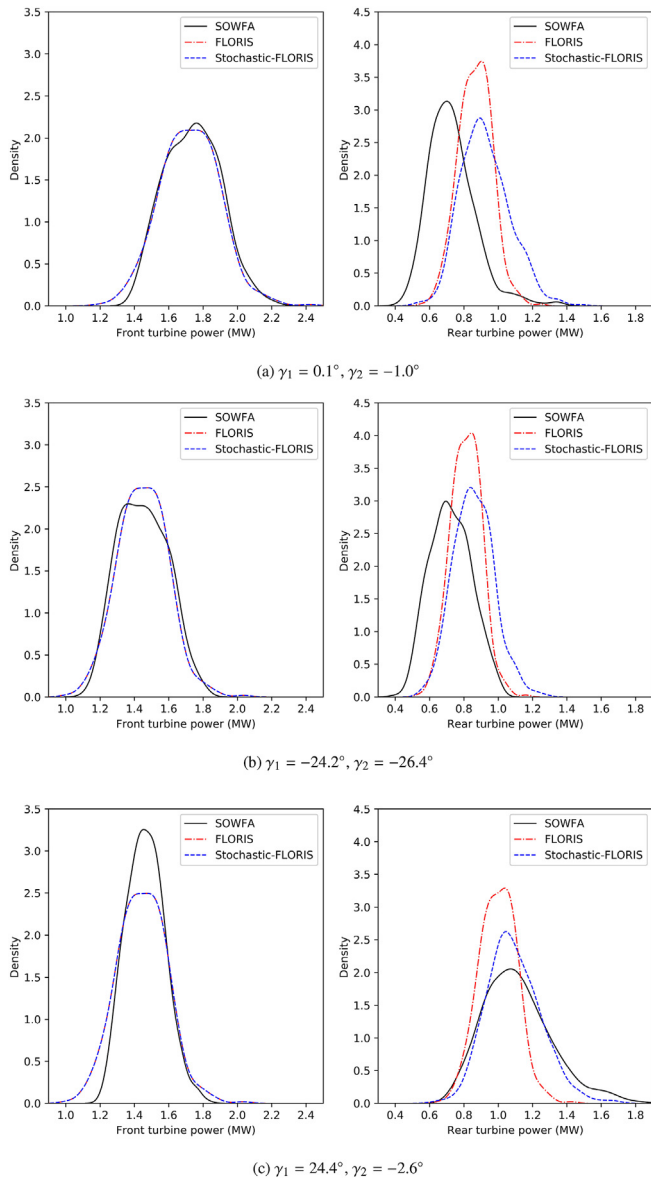 3.5
3.0
2.5
2.0
1.5
1.0
0.5
0.0
Density
1.0 1.2 1.4 1.6 1.8 2.0 2.2 2.4
Front turbine power (MW)
SOWFA
FLORIS
Stochastic-FLORIS
4.5
4.0
3.5
3.0
2.5
2.0
1.5
1.0
0.5
0.0
Density
0.4 0.6 0.8 1.0 1.2 1.4 1.6 1.8
Rear turbine power (MW)
SOWFA
FLORIS
Stochastic-FLORIS
(a) γ₁ = 0.1°, γ₂ = −1.0°
3.5
3.0
2.5
2.0
1.5
1.0
0.5
0.0
Density
1.0 1.2 1.4 1.6 1.8 2.0 2.2 2.4
Front turbine power (MW)
SOWFA
FLORIS
Stochastic-FLORIS
4.5
4.0
3.5
3.0
2.5
2.0
1.5
1.0
0.5
0.0
Density
0.4 0.6 0.8 1.0 1.2 1.4 1.6 1.8
Rear turbine power (MW)
SOWFA
FLORIS
Stochastic-FLORIS
(b) γ₁ = −24.2°, γ₂ = −26.4°
3.5
3.0
2.5
2.0
1.5
1.0
0.5
0.0
Density
1.0 1.2 1.4 1.6 1.8 2.0 2.2 2.4
Front turbine power (MW)
SOWFA
FLORIS
Stochastic-FLORIS
4.5
4.0
3.5
3.0
2.5
2.0
1.5
1.0
0.5
0.0
Density
0.4 0.6 0.8 1.0 1.2 1.4 1.6 1.8
Rear turbine power (MW)
SOWFA
FLORIS
Stochastic-FLORIS
(c) γ₁ = 24.4°, γ₂ = −2.6°